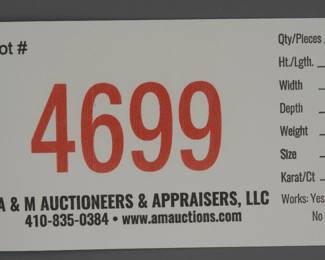 ot #
4699
A & M AUCTIONEERS & APPRAISERS, LLC
410-835-0384 • www.amauctions.com
Qty/Pieces
Ht./Lgth.
Width
Depth
Weight
Size
Karat/Ct
Works: Yes
No